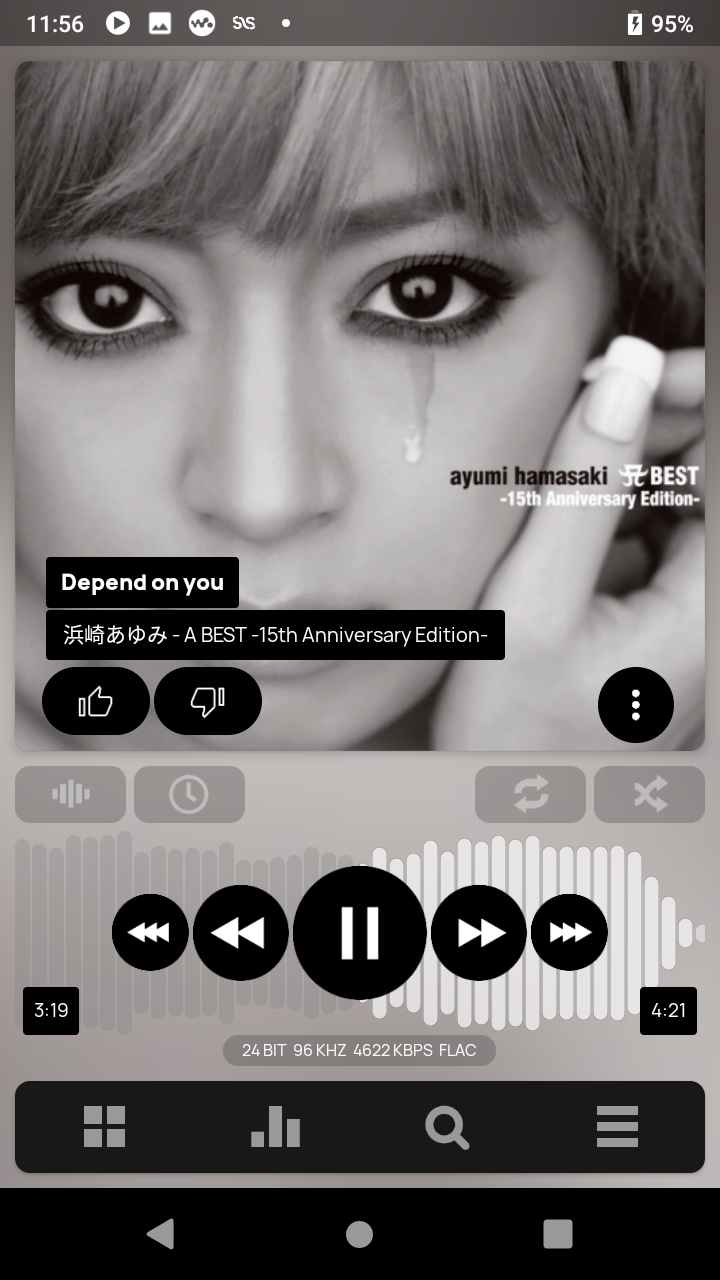 11:56
95%
ayumi hamasaki A BEST
-15th Anniversary Edition-
Depend on you
浜崎あゆみ - A BEST -15th Anniversary Edition-
3:19
4:21
24 BIT 96 KHZ 4622 KBPS FLAC